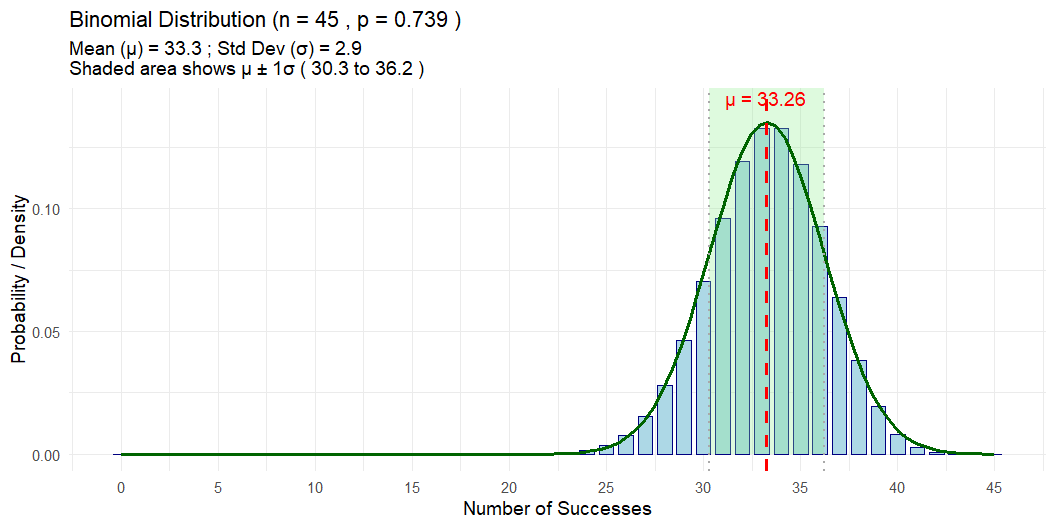 Binomial Distribution (n = 45 , p = 0.739 )
Mean (μ) = 33.3 ; Std Dev (σ) = 2.9
Shaded area shows μ ± 1σ ( 30.3 to 36.2 )
μ = 33.26
Probability / Density
0.10
0.05
0.00
0 5 10 15 20 25 30 35 40 45
Number of Successes